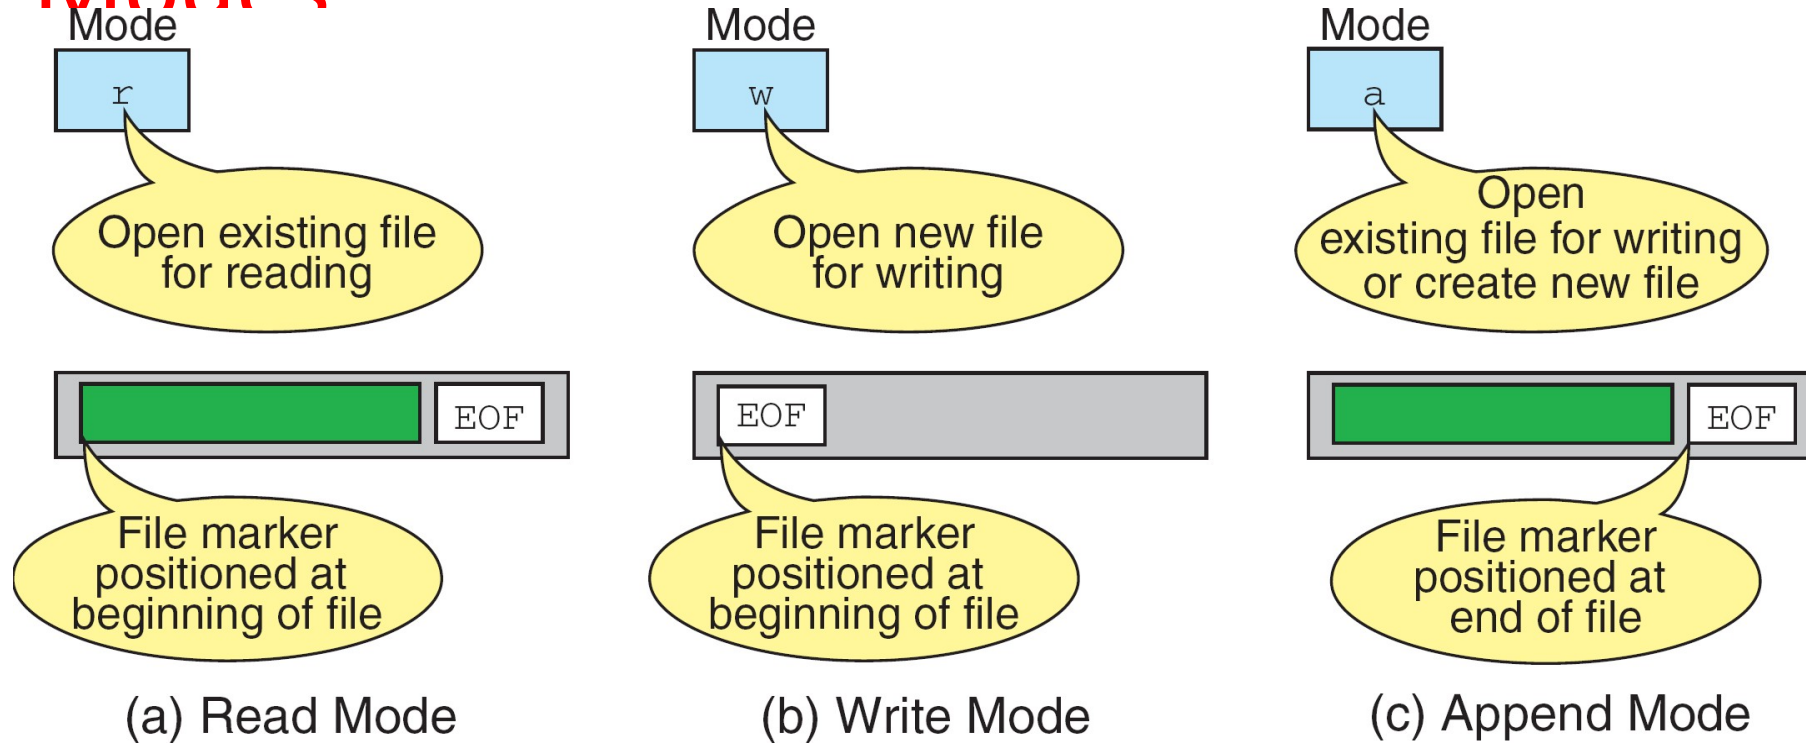 Mode
r
Open existing file
for reading
EOF
File marker
positioned at
beginning of file
(a) Read Mode
Mode
w
Open new file
for writing
EOF
File marker
positioned at
beginning of file
(b) Write Mode
Mode
a
Open
existing file for writing
or create new file
EOF
File marker
positioned at
end of file
(c) Append Mode